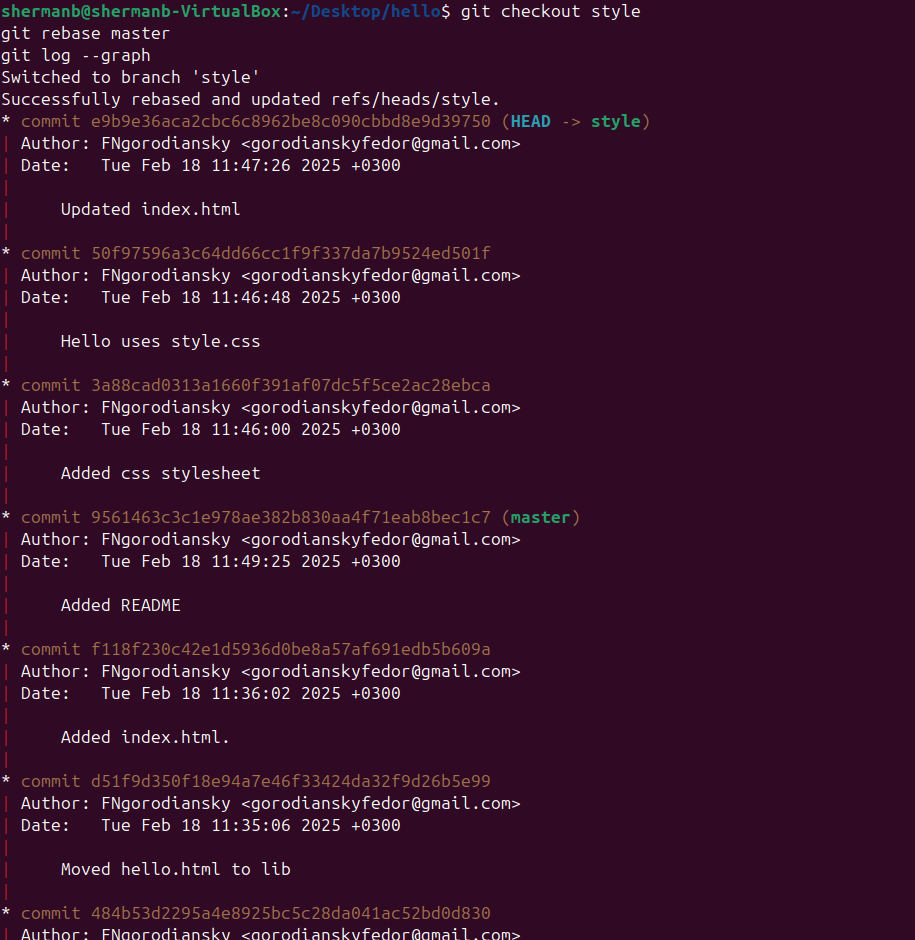 shermanb@shermanb-VirtualBox:~/Desktop/hello$ git checkout style
git rebase master
git log --graph
Switched to branch 'style'
Successfully rebased and updated refs/heads/style.
* commit e9b9e36aca2cbc6c8962be8c090cbbd8e9d39750 (HEAD -> style)
| Author: FNgorodiansky <gorodianskyfedor@gmail.com>
| Date:   Tue Feb 18 11:47:26 2025 +0300
|
|     Updated index.html
|
* commit 50f97596a3c64dd66cc1f9f337da7b9524ed501f
| Author: FNgorodiansky <gorodianskyfedor@gmail.com>
| Date:   Tue Feb 18 11:46:48 2025 +0300
|
|     Hello uses style.css
|
* commit 3a88cad0313a1660f391af07dc5f5ce2ac28ebca
| Author: FNgorodiansky <gorodianskyfedor@gmail.com>
| Date:   Tue Feb 18 11:46:00 2025 +0300
|
|     Added css stylesheet
|
* commit 9561463c3c1e978ae382b830aa4f71eab8bec1c7 (master)
| Author: FNgorodiansky <gorodianskyfedor@gmail.com>
| Date:   Tue Feb 18 11:49:25 2025 +0300
|
|     Added README
|
* commit f118f230c42e1d5936d0be8a57af691edb5b609a
| Author: FNgorodiansky <gorodianskyfedor@gmail.com>
| Date:   Tue Feb 18 11:36:02 2025 +0300
|
|     Added index.html.
|
* commit d51f9d350f18e94a7e46f33424da32f9d26b5e99
| Author: FNgorodiansky <gorodianskyfedor@gmail.com>
| Date:   Tue Feb 18 11:35:06 2025 +0300
|
|     Moved hello.html to lib
|
* commit 484b53d2295a4e8925bc5c28da041ac52bd0d830
| Author: FNgorodiansky <gorodianskyfedor@gmail.com>